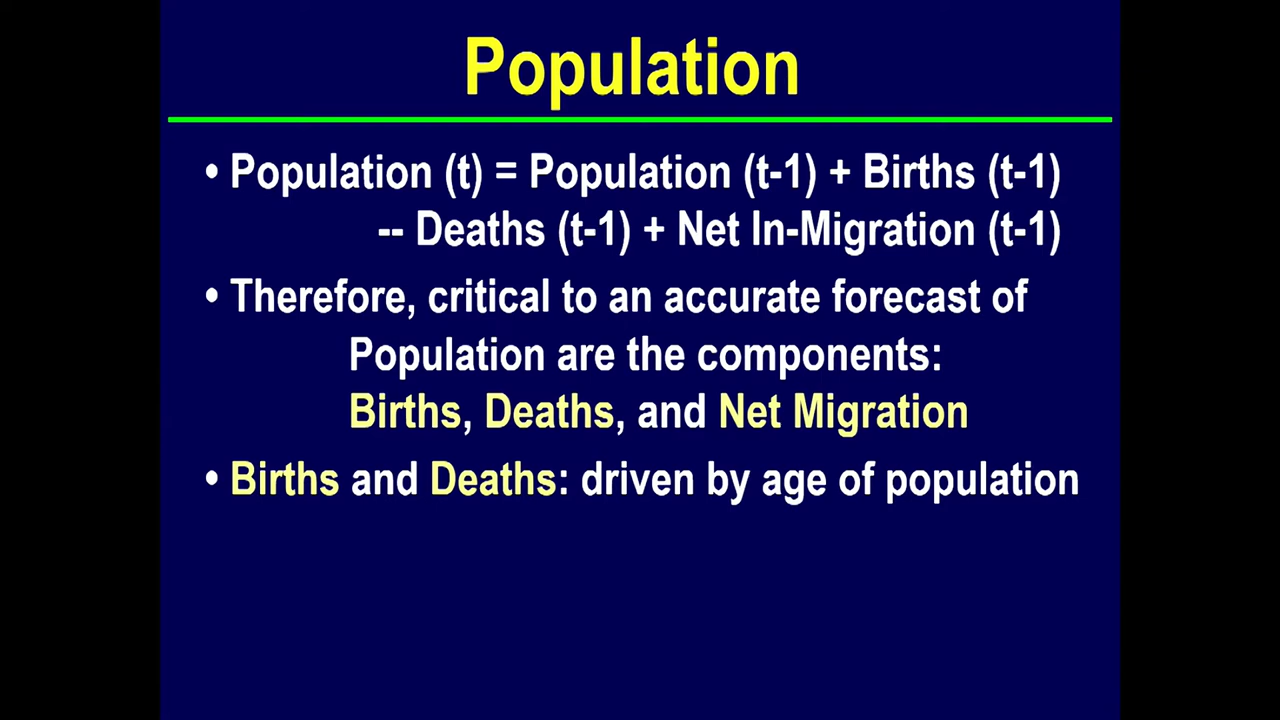 Population
• Population (t) = Population (t-1) + Births (t-1)
-- Deaths (t-1) + Net In-Migration (t-1)
• Therefore, critical to an accurate forecast of
Population are the components:
Births, Deaths, and Net Migration
• Births and Deaths: driven by age of population